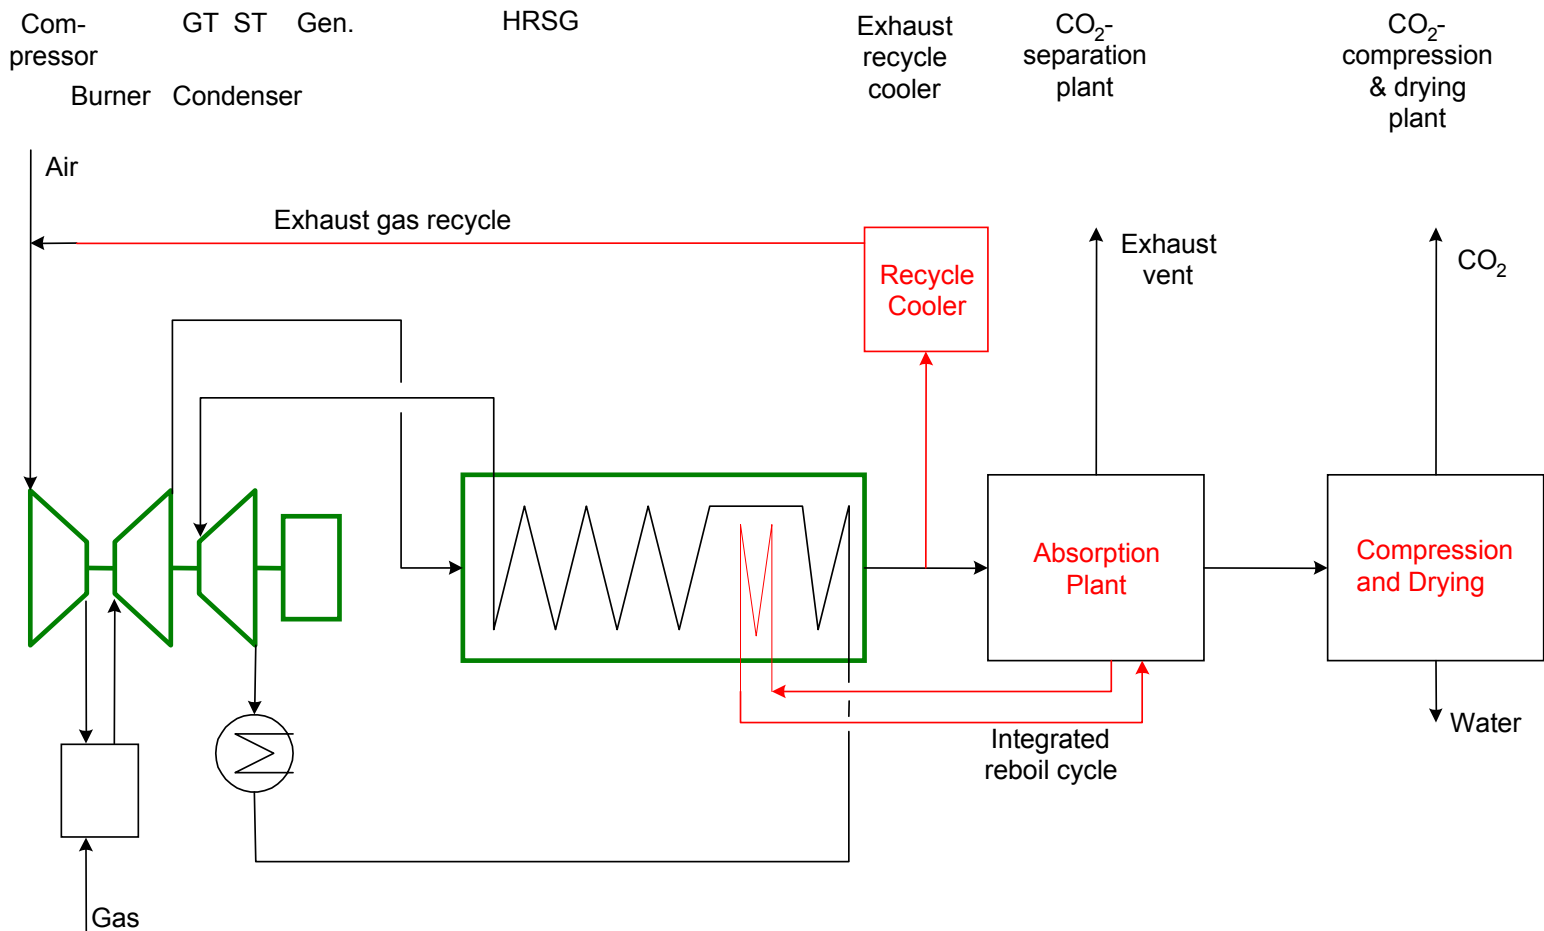 Com-
pressor
GT ST Gen.
HRSG
Exhaust
recycle
cooler
CO₂-
separation
plant
CO₂-
compression
& drying
plant
Burner Condenser
Air
Exhaust gas recycle
Recycle
Cooler
Exhaust
vent
CO₂
Absorption
Plant
Compression
and Drying
Integrated
reboil cycle
Water
Gas